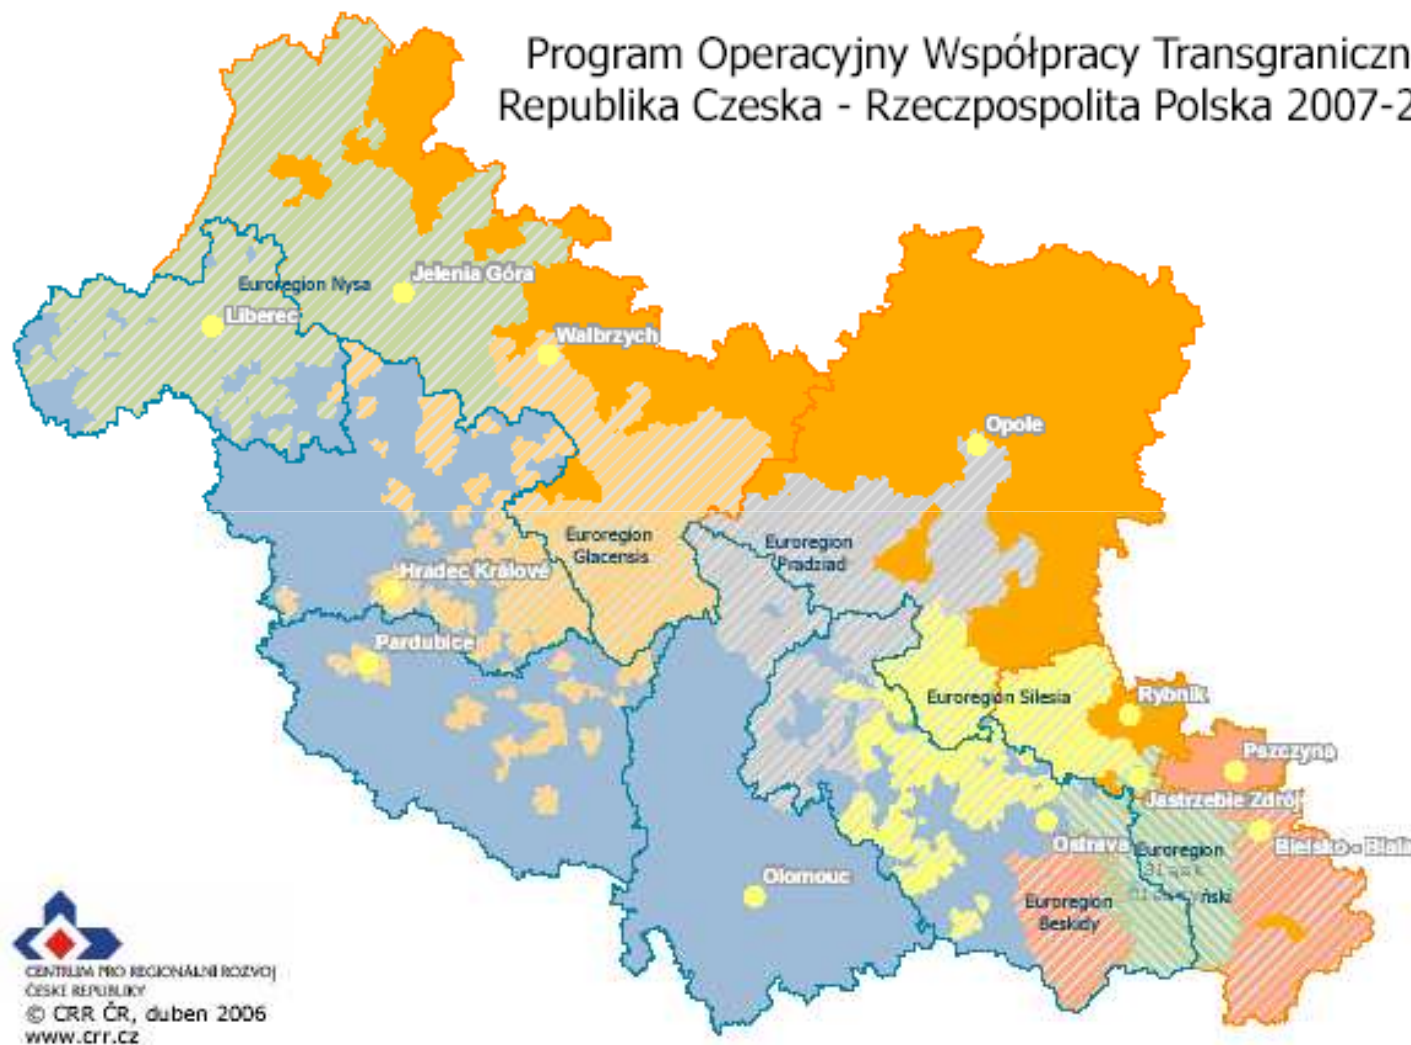 Program Operacyjny Współpracy Transgraniczn
Republika Czeska - Rzeczpospolita Polska 2007-2
Jelenia Góra
Euroregion Nysa
Liberec
Walbrzych
Opole
Euroregion
Glacensis
Euroregion
Pradziad
Hradec Králové
Pardubice
Euroregion Silesia
Rybnik
Pszczyna
Jastrzebie Zdrój
Ostrava
Euroregion
Bielsko - Biala
Olomouc
Euroregion
Beskidy
CENTRUM PRO REGIONÁLNÍ ROZVOJ
ČESKÉ REPUBLIKY
© CRR ČR, duben 2006
www.crr.cz